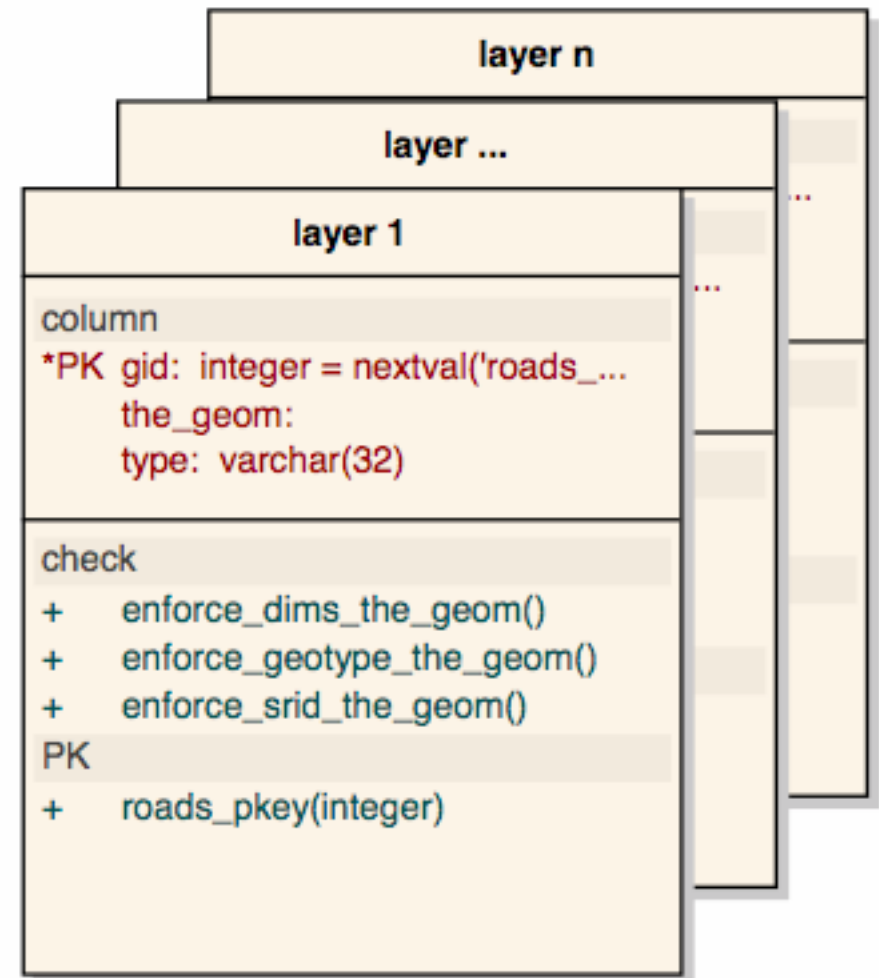 layer n
...
layer ...
...
layer 1
column
*PK gid: integer = nextval('roads_...
the_geom:
type: varchar(32)
check
+ enforce_dims_the_geom()
+ enforce_geotype_the_geom()
+ enforce_srid_the_geom()
PK
+ roads_pkey(integer)